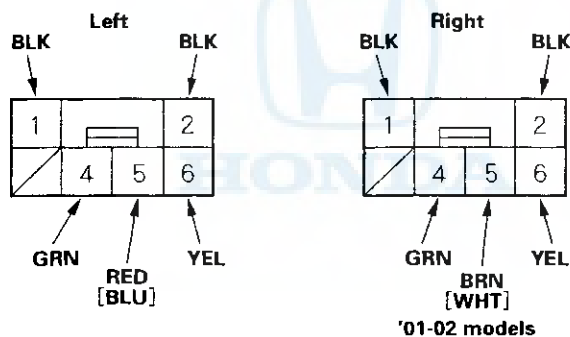 Left
Right
BLK BLK BLK BLK
1 2 1 2
4 5 6 4 5 6
HONDA
GRN RED YEL GRN BRN YEL
[BLU] [WHT]
'01-02 models